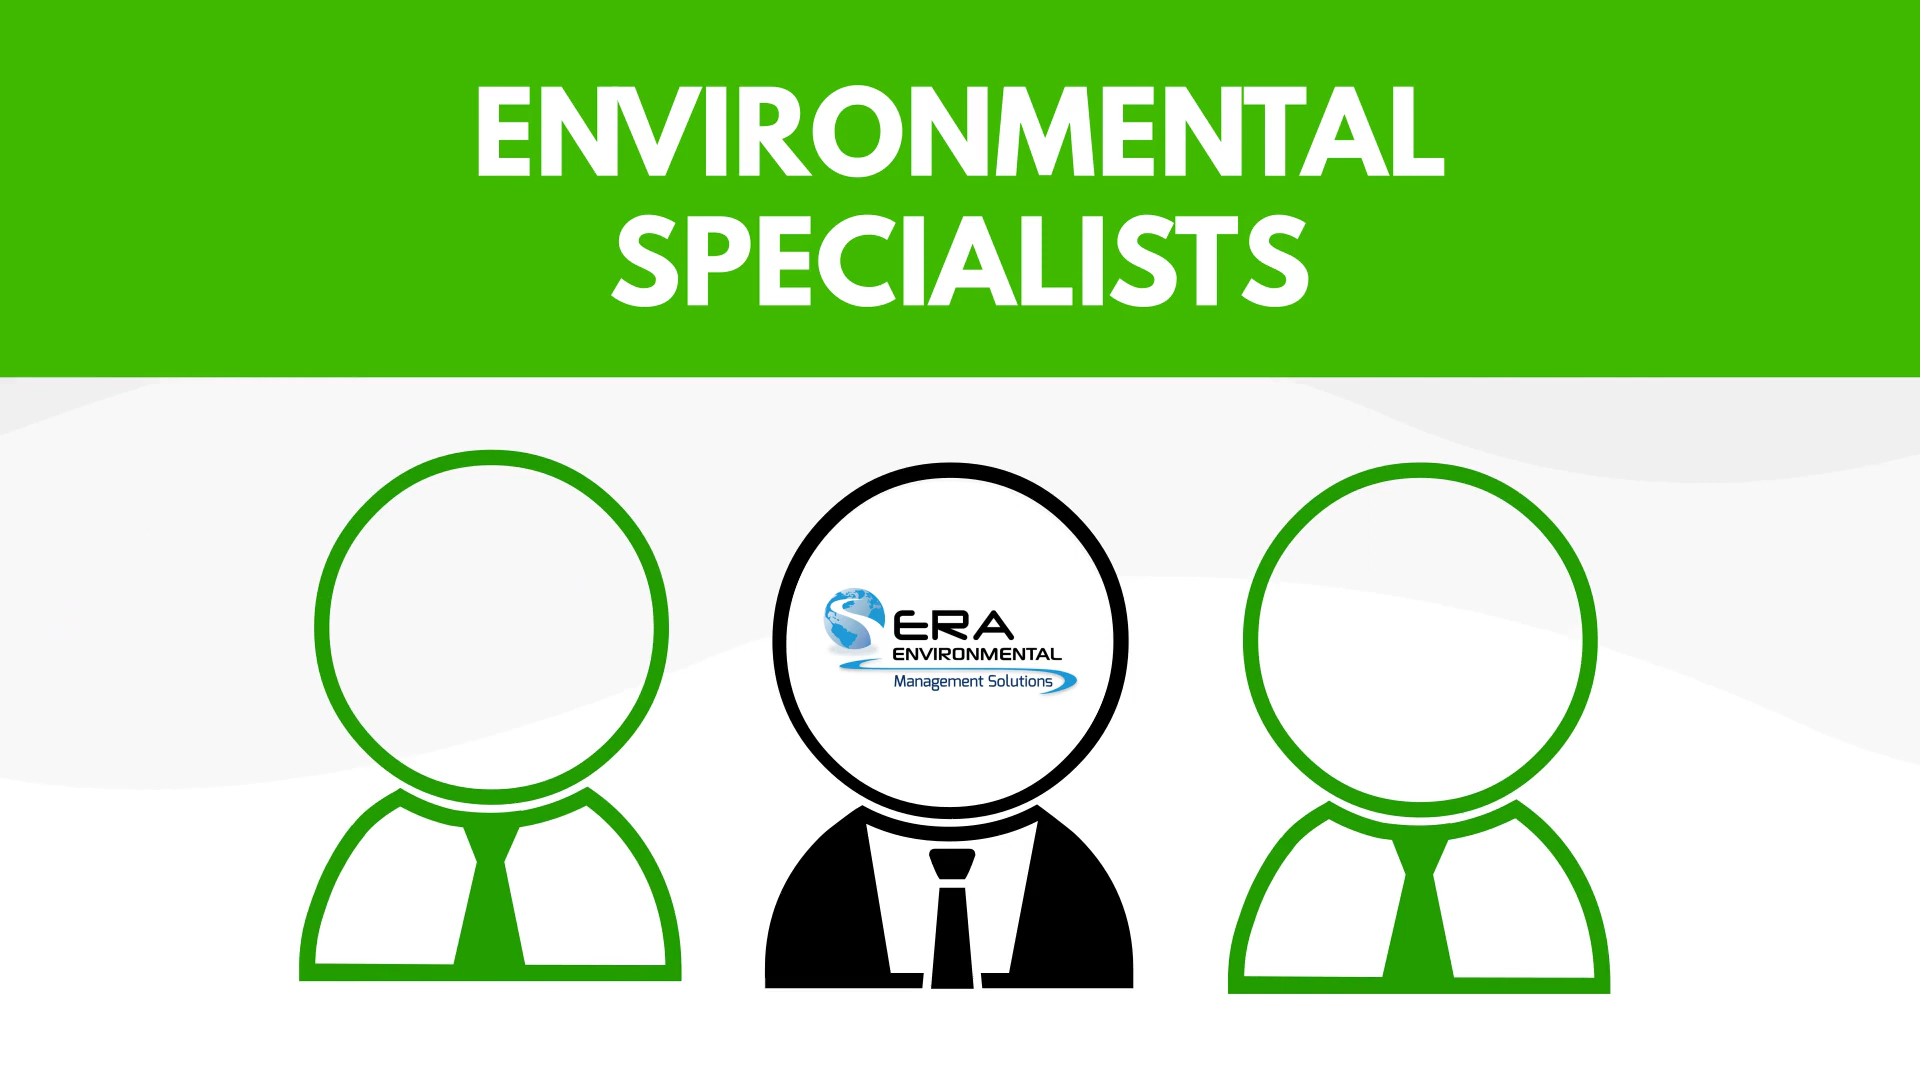 ENVIRONMENTAL
SPECIALISTS
ERA
ENVIRONMENTAL
Management Solutions